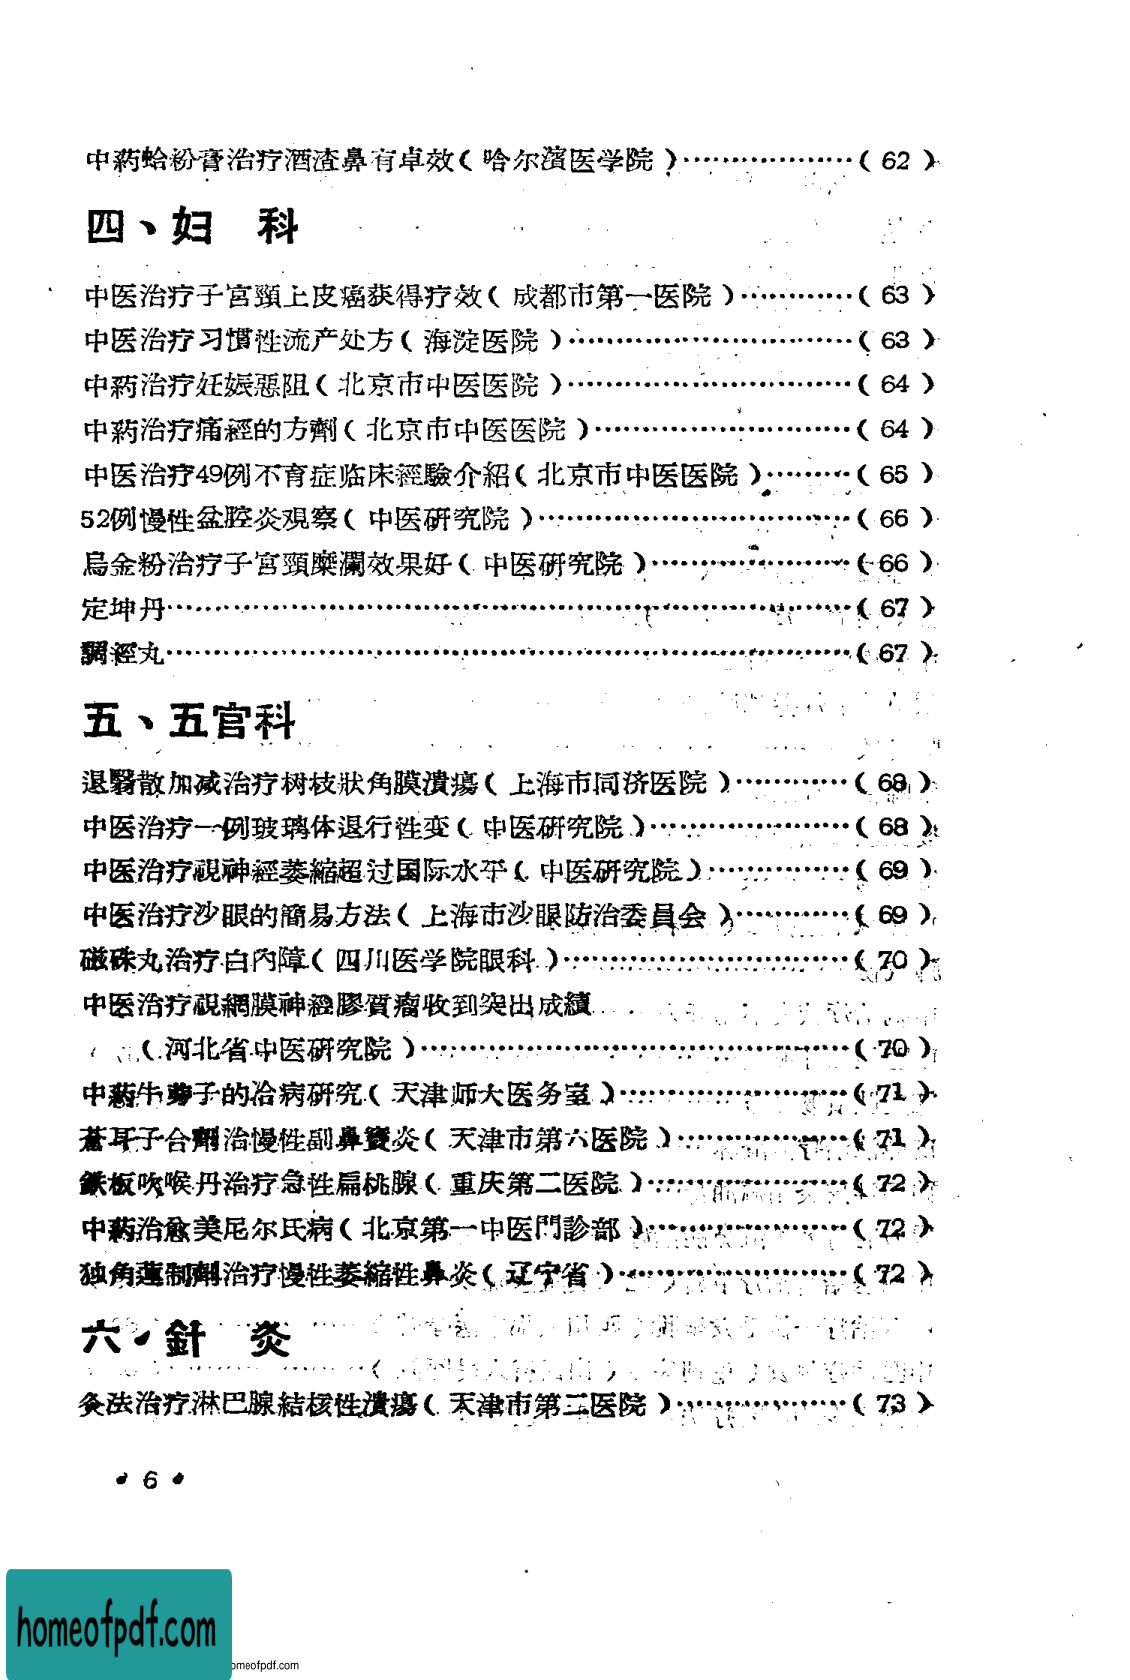 中葯蛤粉膏治疗酒渣鼻有卓效（哈尔濱医学院）…………………（62）
四、妇　科
中医治疗子宮頸上皮癌获得疗效（成都市第一医院）…………（63）
中医治疗习慣性流产处方（海淀医院）……………………………（63）
中葯治疗妊娠惡阻（北京市中医医院）……………………………（64）
中葯治疗痛經的方劑（北京市中医医院）…………………………（64）
中医治疗49例不育症临床經驗介紹（北京市中医医院）………（65）
52例慢性盆腔炎观察（中医研究院）………………………………（66）
烏金粉治疗子宮頸糜瀾效果好（中医研究院）……………………（66）
定坤丹…………………………………………………………………（67）
調經丸…………………………………………………………………（67）
五、五官科
退翳散加减治疗树枝狀角膜潰瘍（上海市同济医院）…………（68）
中医治疗一例玻璃体退行性变（中医研究院）…………………（68）
中医治疗視神經萎縮超过国际水平（中医研究院）……………（69）
中医治疗沙眼的簡易方法（上海市沙眼防治委員会）…………（69）
磁硃丸治疗白內障（四川医学院眼科）……………………………（70）
中医治疗視網膜神經膠質瘤收到突出成績
（河北省中医研究院）……………………………………………（70）
中葯牛蒡子的治病研究（天津师大医务室）………………………（71）
蒼耳子合劑治慢性副鼻竇炎（天津市第六医院）………………（71）
鉄板吹喉丹治疗急性扁桃腺（重庆第二医院）…………………（72）
中葯治愈美尼尔氏病（北京第一中医門診部）…………………（72）
独角蓮制劑治疗慢性萎縮性鼻炎（辽宁省）……………………（72）
六、針　灸
灸法治疗淋巴腺結核性潰瘍（天津市第二医院）………………（73）
• 6 •
homeofpdf.com
omeofpdf.com